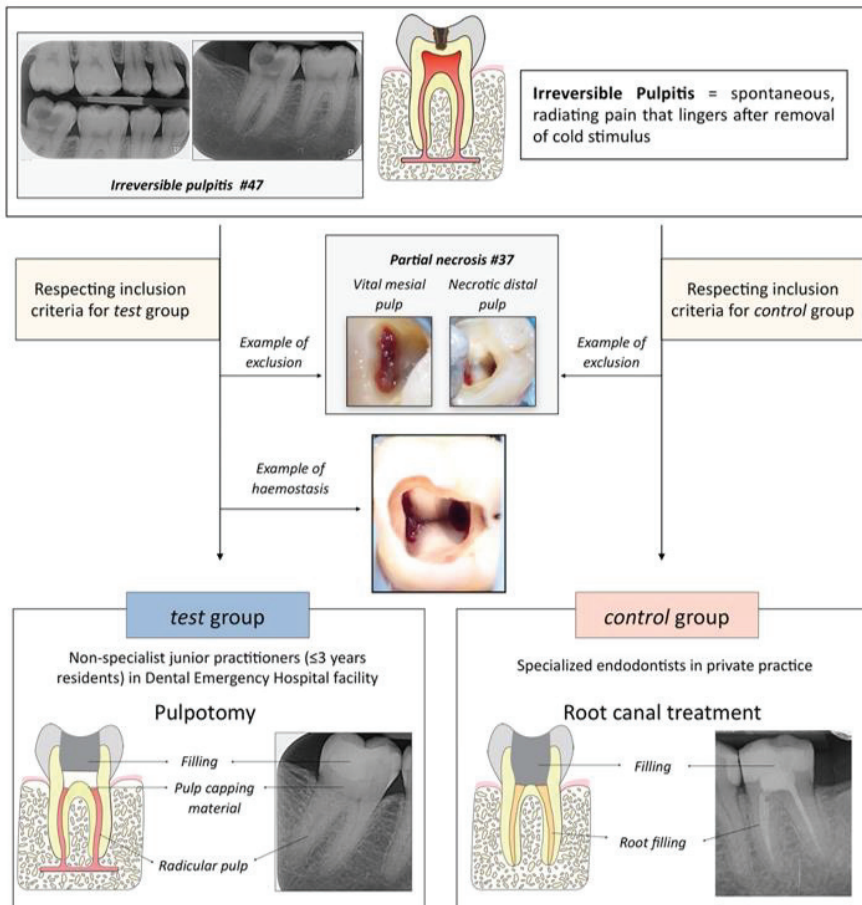 Irreversible Pulpitis = spontaneous,
radiating pain that lingers after removal
of cold stimulus
Irreversible pulpitis #47
Partial necrosis #37
Vital mesial
pulp
Necrotic distal
pulp
Respecting inclusion
criteria for test group
Respecting inclusion
criteria for control group
Example of
exclusion
Example of
exclusion
Example of
haemostasis
test group
control group
Non-specialist junior practitioners (≤3 years
residents) in Dental Emergency Hospital facility
Specialized endodontists in private practice
Pulpotomy
Root canal treatment
Filling
Pulp capping
material
Radicular pulp
Filling
Root filling